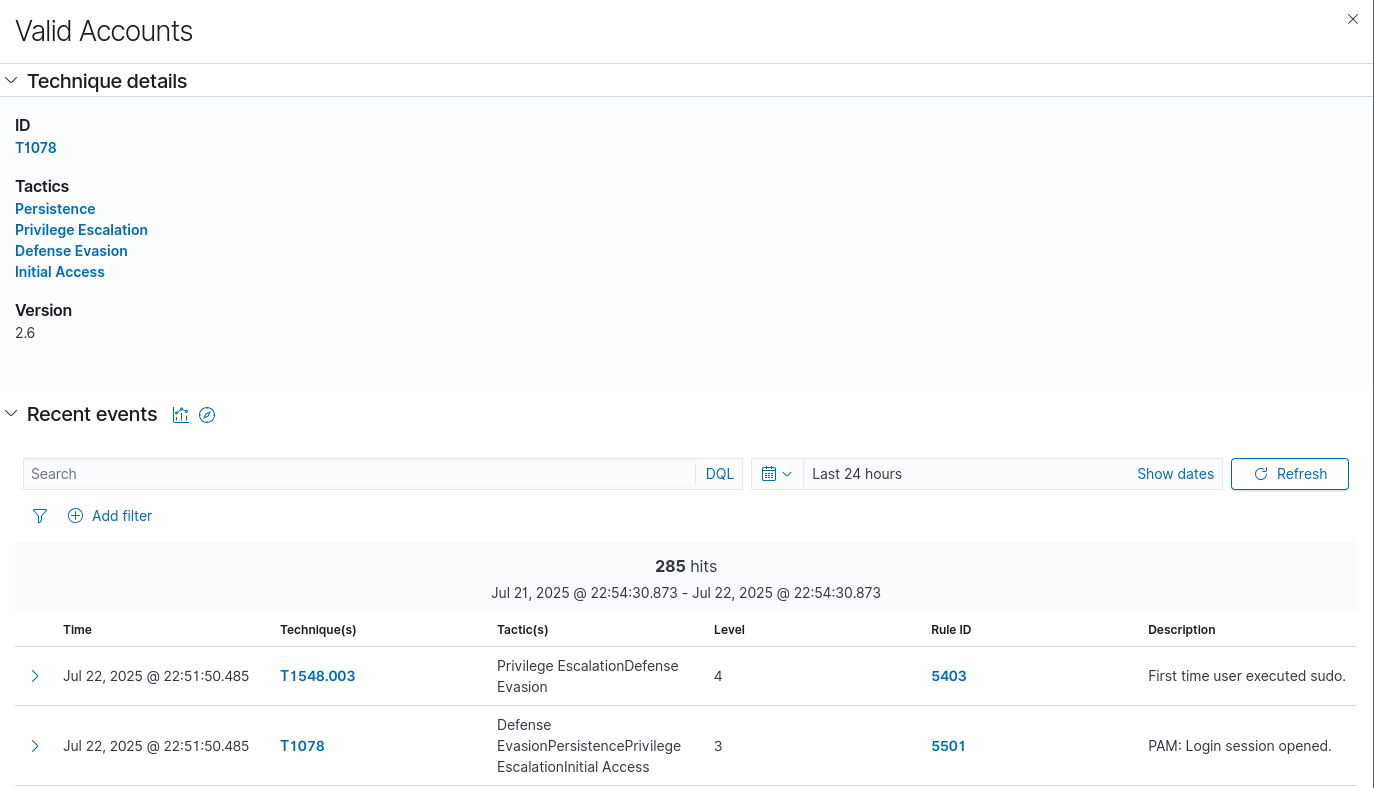 Valid Accounts
Technique details
ID
T1078
Tactics
Persistence
Privilege Escalation
Defense Evasion
Initial Access
Version
2.6
Recent events
Search DQL Last 24 hours Show dates Refresh
Add filter
285 hits
Jul 21, 2025 @ 22:54:30.873 - Jul 22, 2025 @ 22:54:30.873
Time Technique(s) Tactic(s) Level Rule ID Description
Jul 22, 2025 @ 22:51:50.485 T1548.003 Privilege EscalationDefense
Evasion 4 5403 First time user executed sudo.
Jul 22, 2025 @ 22:51:50.485 T1078 Defense
EvasionPersistencePrivilege
EscalationInitial Access 3 5501 PAM: Login session opened.